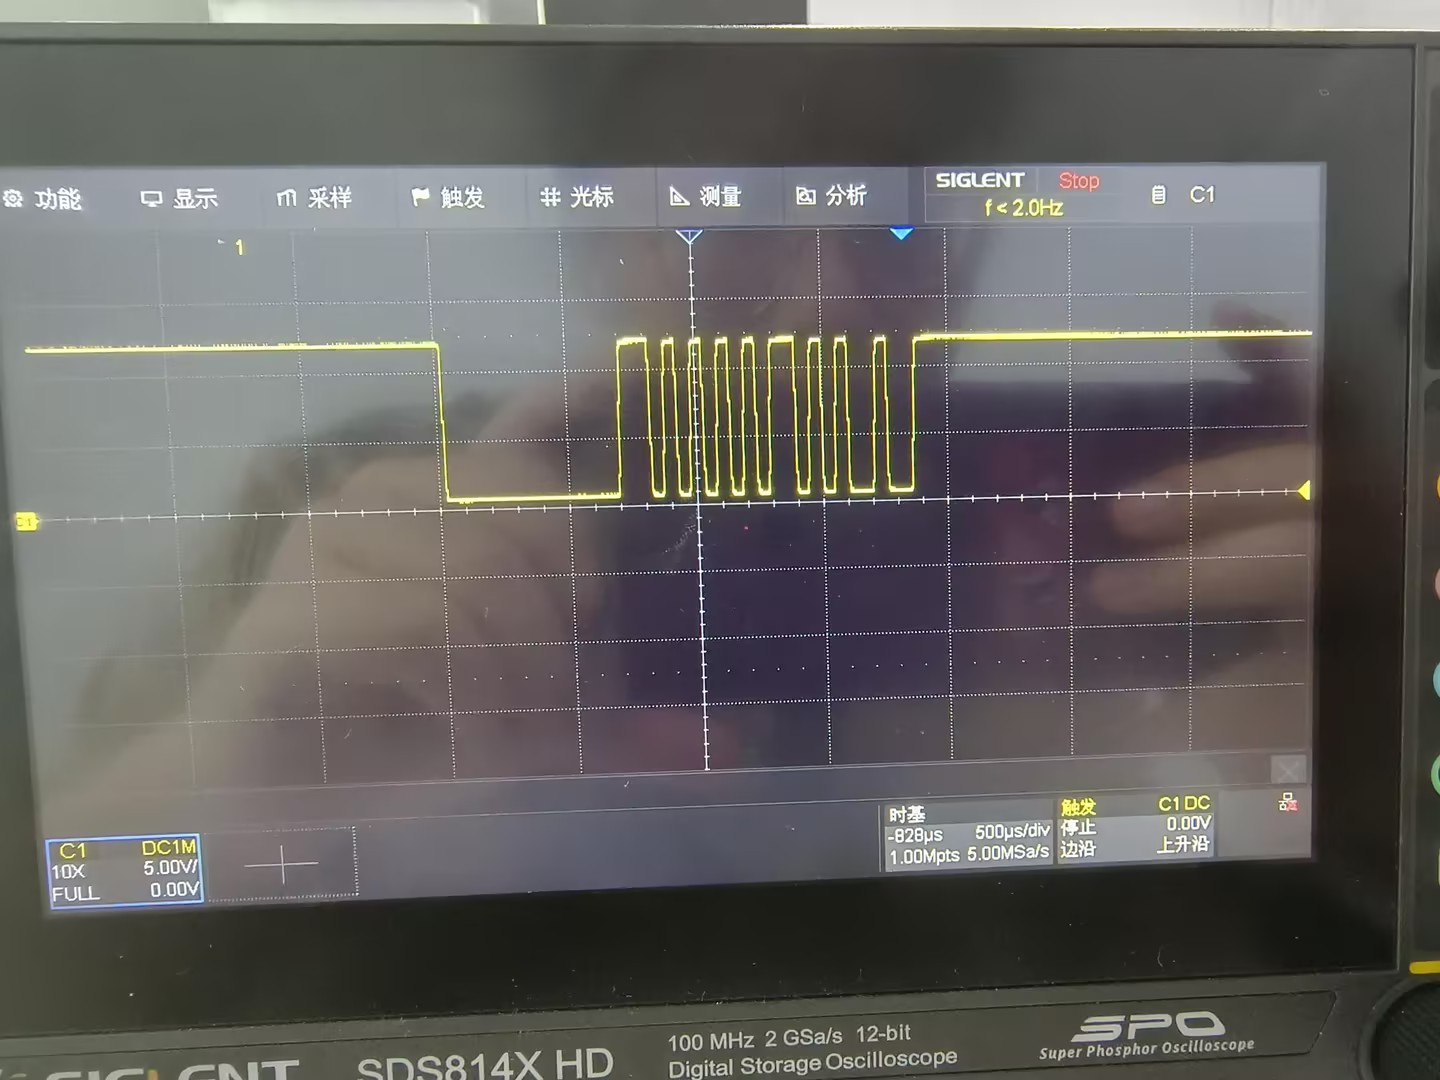 功能 显示 采样 触发 光标 测量 分析 SIGLENT Stop C1
f < 2.0Hz
1
时基 触发 C1 DC
-828µs 500µs/div 停止 0.00V
1.00Mpts 5.00MSa/s 边沿 上升沿
C1 DC1M
10X 5.00V/
FULL 0.00V
SIGLENT SDS814X HD
100 MHz 2 GSa/s 12-bit
Digital Storage Oscilloscope
SPO
Super Phosphor Oscilloscope